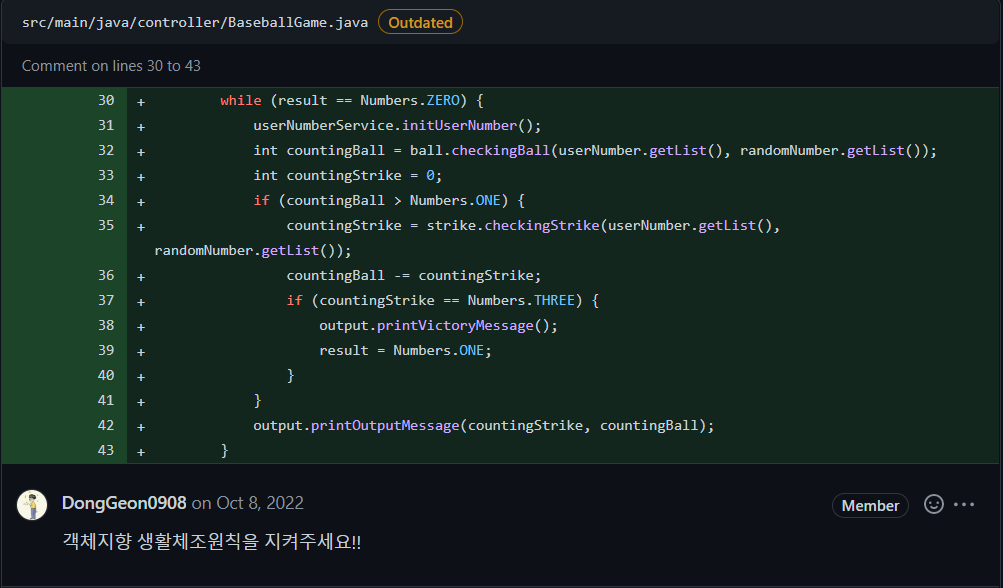 src/main/java/controller/BaseballGame.java Outdated
Comment on lines 30 to 43
30 + while (result == Numbers.ZERO) {
31 + userNumberService.initUserNumber();
32 + int countingBall = ball.checkingBall(userNumber.getList(), randomNumber.getList());
33 + int countingStrike = 0;
34 + if (countingBall > Numbers.ONE) {
35 + countingStrike = strike.checkingStrike(userNumber.getList(),
randomNumber.getList());
36 + countingBall -= countingStrike;
37 + if (countingStrike == Numbers.THREE) {
38 + output.printVictoryMessage();
39 + result = Numbers.ONE;
40 + }
41 + }
42 + output.printOutputMessage(countingStrike, countingBall);
43 + }
DongGeon0908 on Oct 8, 2022 Member
객체지향 생활체조원칙을 지켜주세요!!